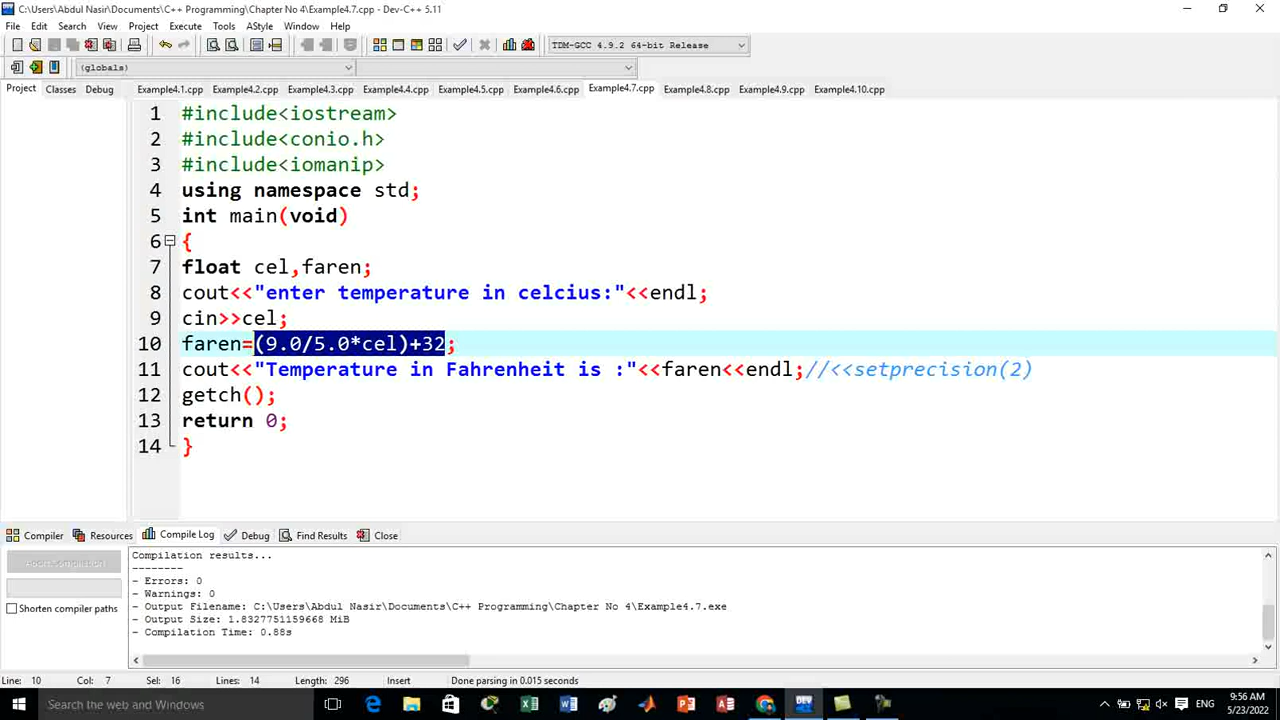 C:\Users\Abdul Nasir\Documents\C++ Programming\Chapter No 4\Example4.7.cpp - Dev-C++ 5.11
File Edit Search View Project Execute Tools AStyle Window Help
TDM-GCC 4.9.2 64-bit Release
(globals)
Project Classes Debug Example4.1.cpp Example4.2.cpp Example4.3.cpp Example4.4.cpp Example4.5.cpp Example4.6.cpp Example4.7.cpp Example4.8.cpp Example4.9.cpp Example4.10.cpp
1 #include<iostream>
2 #include<conio.h>
3 #include<iomanip>
4 using namespace std;
5 int main(void)
6 {
7 float cel,faren;
8 cout<<"enter temperature in celcius:"<<endl;
9 cin>>cel;
10 faren=(9.0/5.0*cel)+32;
11 cout<<"Temperature in Fahrenheit is :"<<faren<<endl;//<<setprecision(2)
12 getch();
13 return 0;
14 }
Compiler Resources Compile Log Debug Find Results Close
Abort Compilation
Shorten compiler paths
Compilation results...
--------
- Errors: 0
- Warnings: 0
- Output Filename: C:\Users\Abdul Nasir\Documents\C++ Programming\Chapter No 4\Example4.7.exe
- Output Size: 1.8327751159668 MiB
- Compilation Time: 0.88s
Line: 10 Col: 7 Sel: 16 Lines: 14 Length: 296 Insert Done parsing in 0.015 seconds
Search the web and Windows
ENG
9:56 AM
5/23/2022